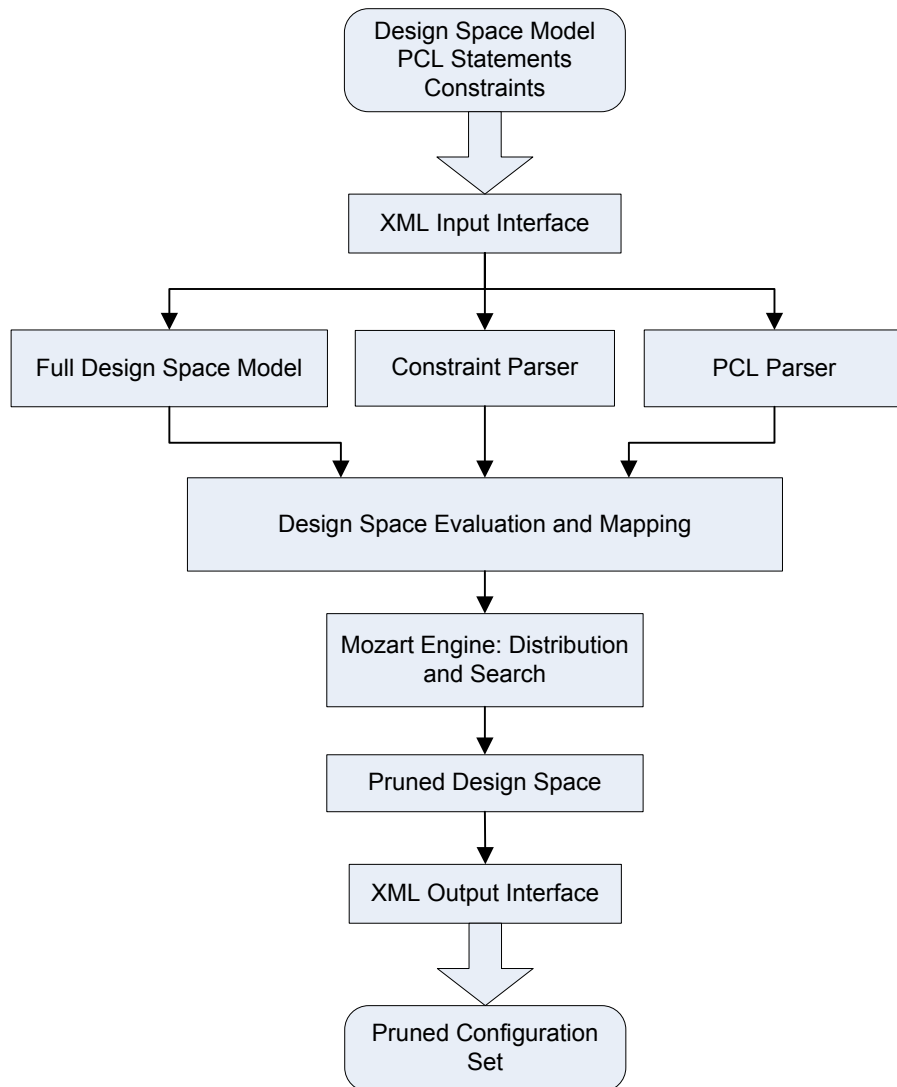 Design Space Model
PCL Statements
Constraints
XML Input Interface
Full Design Space Model
Constraint Parser
PCL Parser
Design Space Evaluation and Mapping
Mozart Engine: Distribution
and Search
Pruned Design Space
XML Output Interface
Pruned Configuration
Set